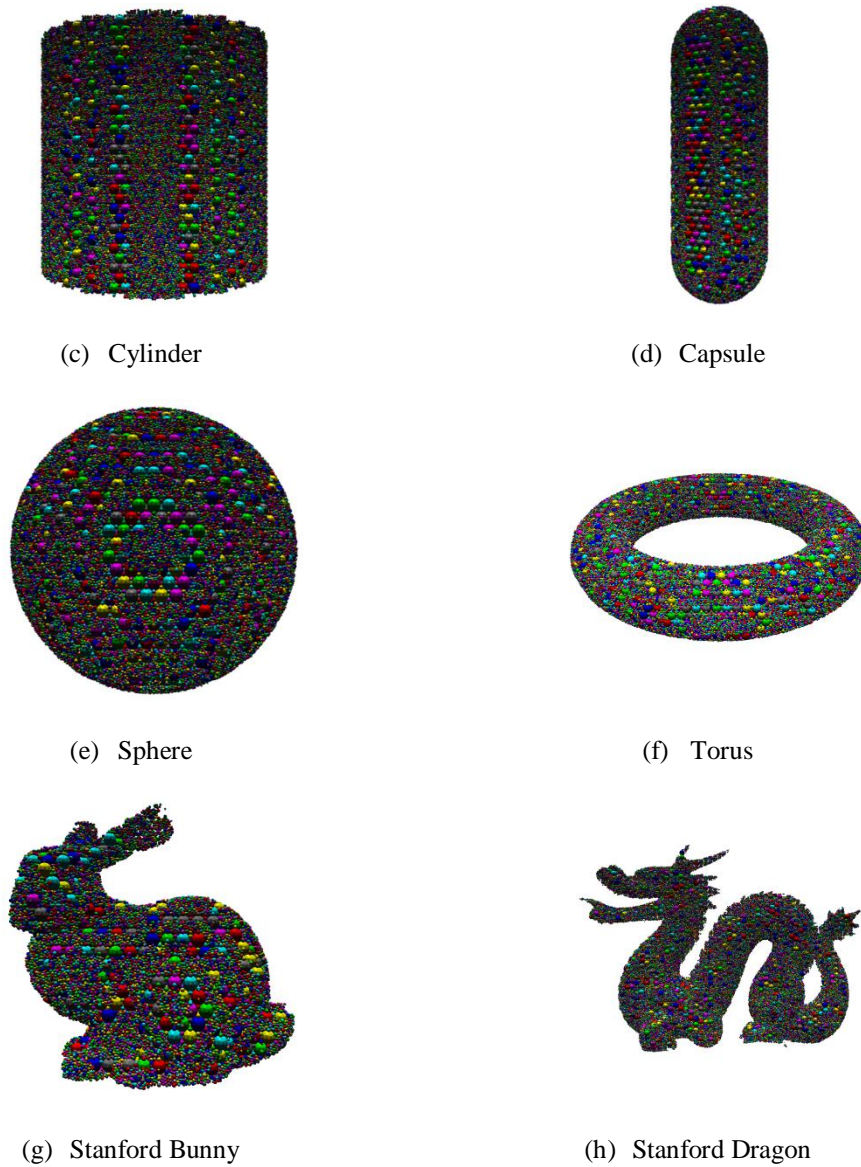 (c) Cylinder
(d) Capsule
(e) Sphere
(f) Torus
(g) Stanford Bunny
(h) Stanford Dragon